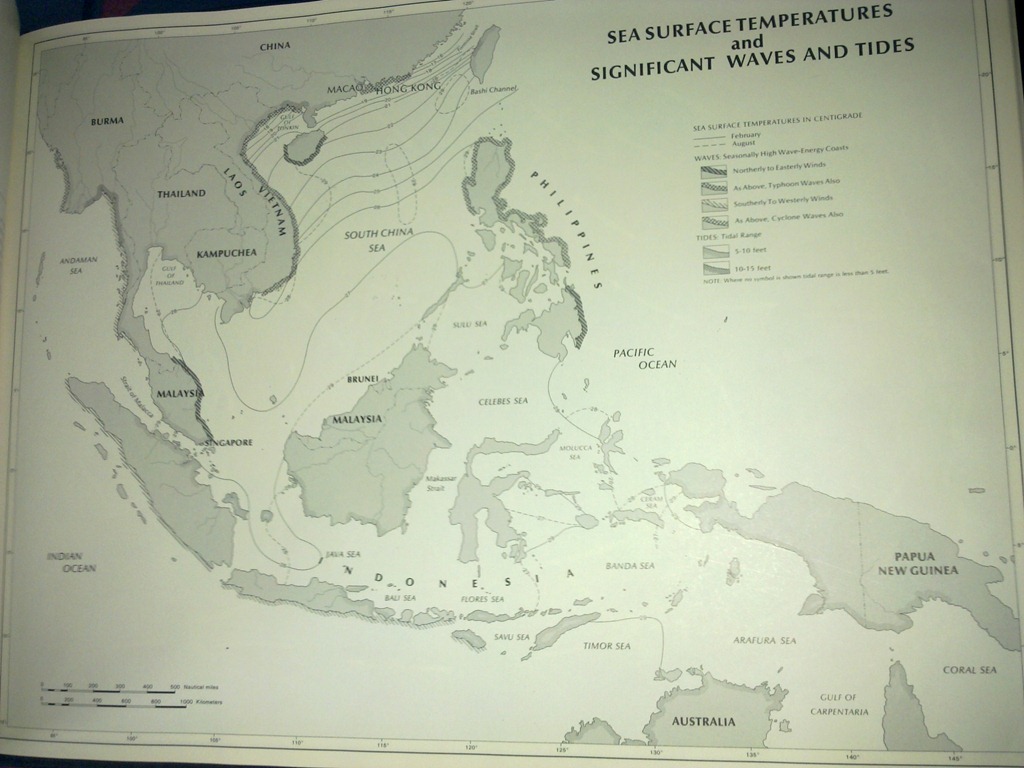 SEA SURFACE TEMPERATURES
and
SIGNIFICANT WAVES AND TIDES
SEA SURFACE TEMPERATURES IN CENTIGRADE
February
August
WAVES: Seasonally High Wave-Energy Coasts
Northerly to Easterly Winds
As Above, Typhoon Waves Also
Southerly To Westerly Winds
As Above, Cyclone Waves Also
TIDES: Tidal Range
5-10 feet
10-15 feet
NOTE: Where no symbol is shown tidal range is less than 5 feet.
CHINA
MACAO
HONG KONG
Bashi Channel
BURMA
GULF OF TONKIN
LAOS
VIETNAM
THAILAND
PHILIPPINES
SOUTH CHINA
SEA
KAMPUCHEA
ANDAMAN
SEA
GULF
OF
THAILAND
SULU SEA
PACIFIC
OCEAN
BRUNEI
MALAYSIA
Strait of Malacca
CELEBES SEA
MALAYSIA
SINGAPORE
MOLUCCA
SEA
Makassar
Strait
CERAM
SEA
INDIAN
OCEAN
JAVA SEA
INDONESIA
BANDA SEA
PAPUA
NEW GUINEA
BALI SEA
FLORES SEA
SAVU SEA
TIMOR SEA
ARAFURA SEA
CORAL SEA
GULF OF
CARPENTARIA
AUSTRALIA
0 100 200 300 400 500 Nautical miles
0 200 400 600 800 1000 Kilometers
110°
115°
120°
125°
130°
135°
140°
145°